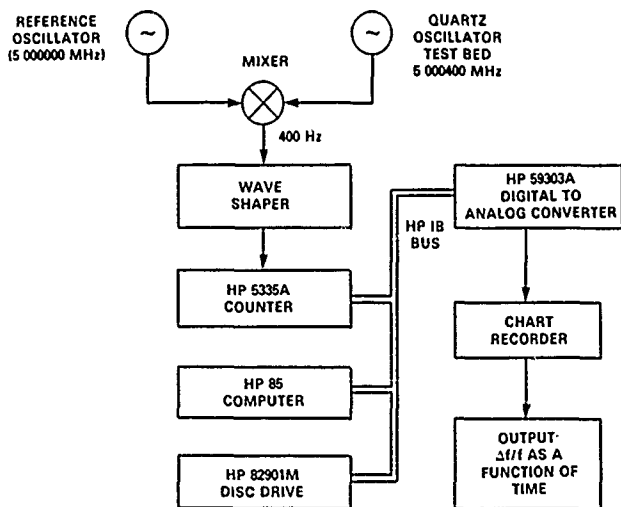 REFERENCE
OSCILLATOR
(5 000000 MHz)
~
MIXER
~
QUARTZ
OSCILLATOR
TEST BED
5 000400 MHz
400 Hz
WAVE
SHAPER
HP 5335A
COUNTER
HP 85
COMPUTER
HP 82901M
DISC DRIVE
HP IB
BUS
HP 59303A
DIGITAL TO
ANALOG CONVERTER
CHART
RECORDER
OUTPUT·
Δf/f AS A
FUNCTION OF
TIME